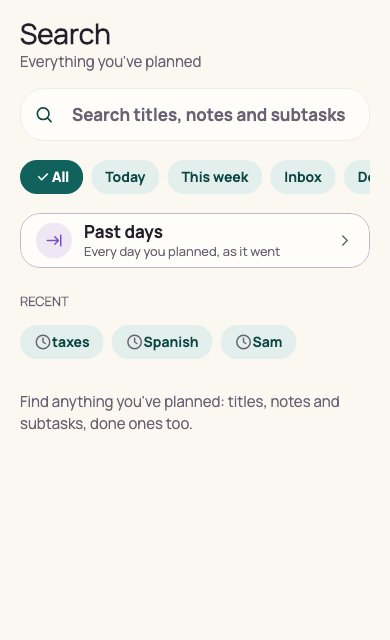 Search
Everything you've planned
Search titles, notes and subtasks
All
Today
This week
Inbox
Past days
Every day you planned, as it went
RECENT
taxes
Spanish
Sam
Find anything you've planned: titles, notes and
subtasks, done ones too.